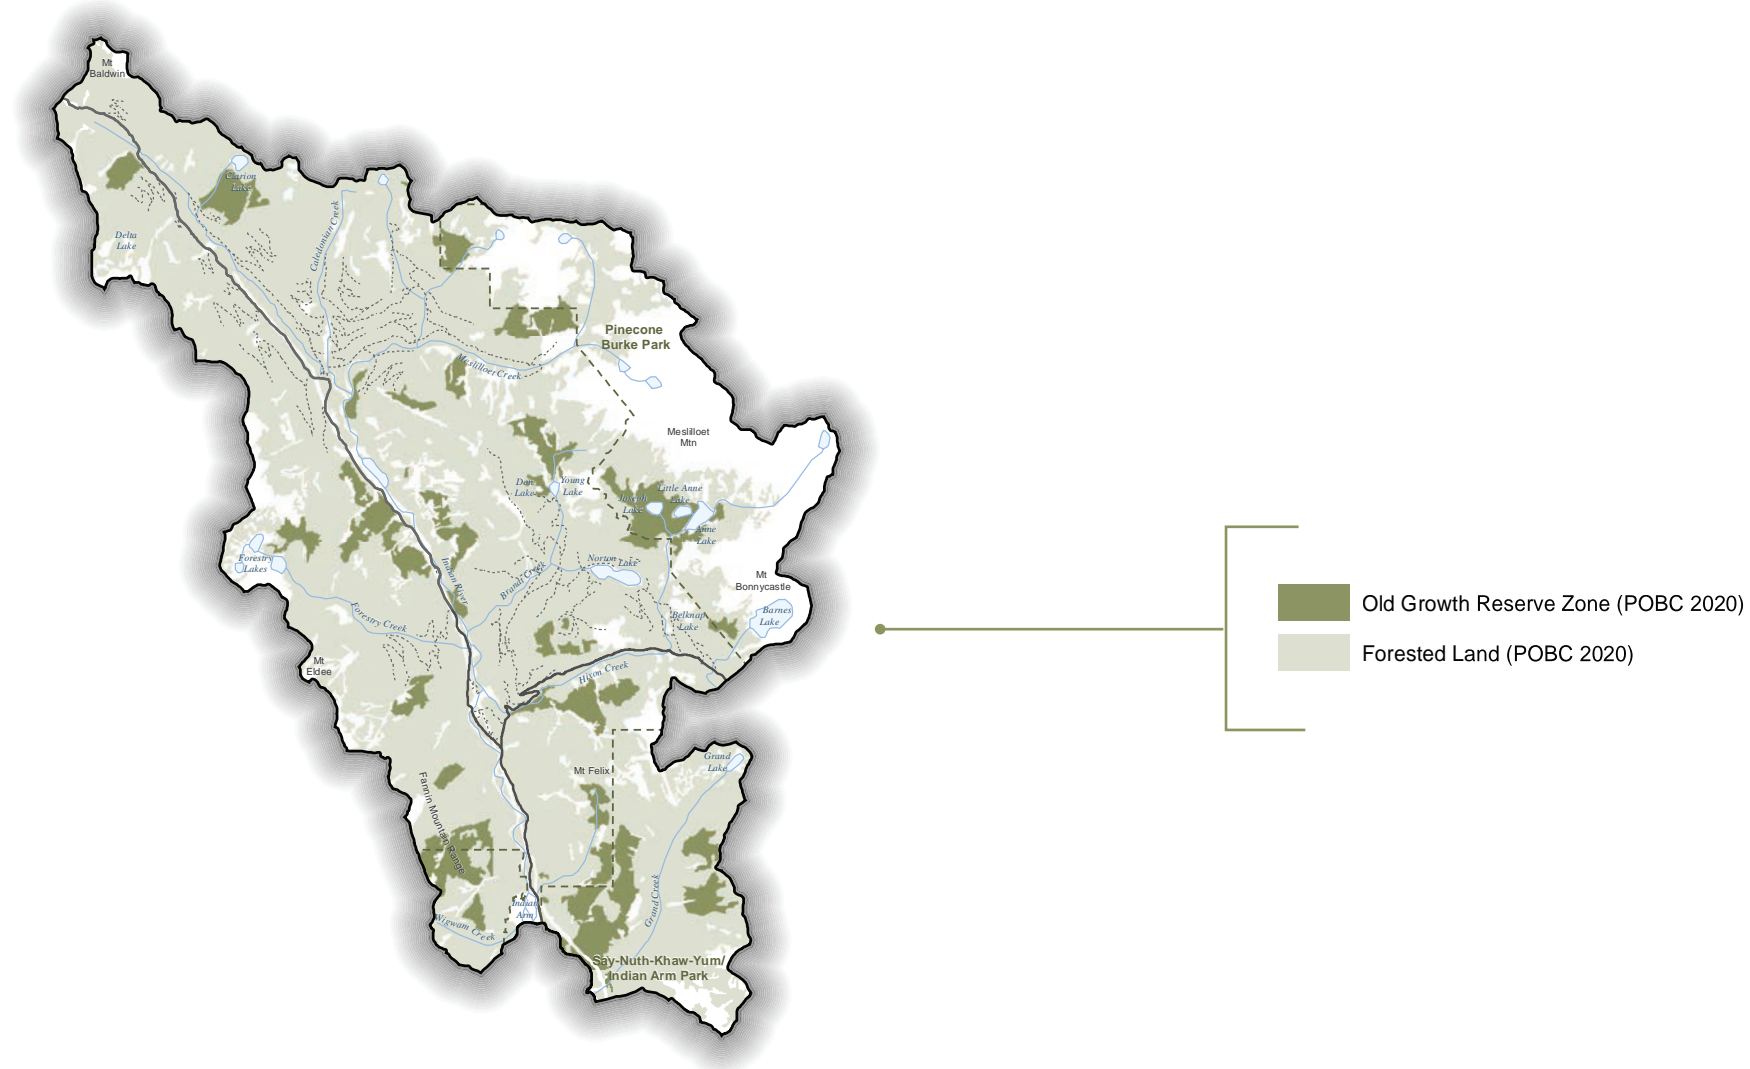 Mt
Baldwin
Clarion
Lake
Delta
Lake
Caledonian Creek
Pinecone
Burke Park
Meslilloet Creek
Meslilloet
Mtn
Don
Lake
Young
Lake
Joseph
Lake
Little Anne
Lake
Anne
Lake
Forestry
Lakes
Indian River
Brandt Creek
Norton Lake
Mt
Bonnycastle
Barnes
Lake
Belknap
Lake
Forestry Creek
Mt
Eldee
Hixon Creek
Old Growth Reserve Zone (POBC 2020)
Forested Land (POBC 2020)
Mt Felix
Grand
Lake
Fannin Mountain Range
Grand Creek
Indian
Arm
Wigwam Creek
Say-Nuth-Khaw-Yum/
Indian Arm Park